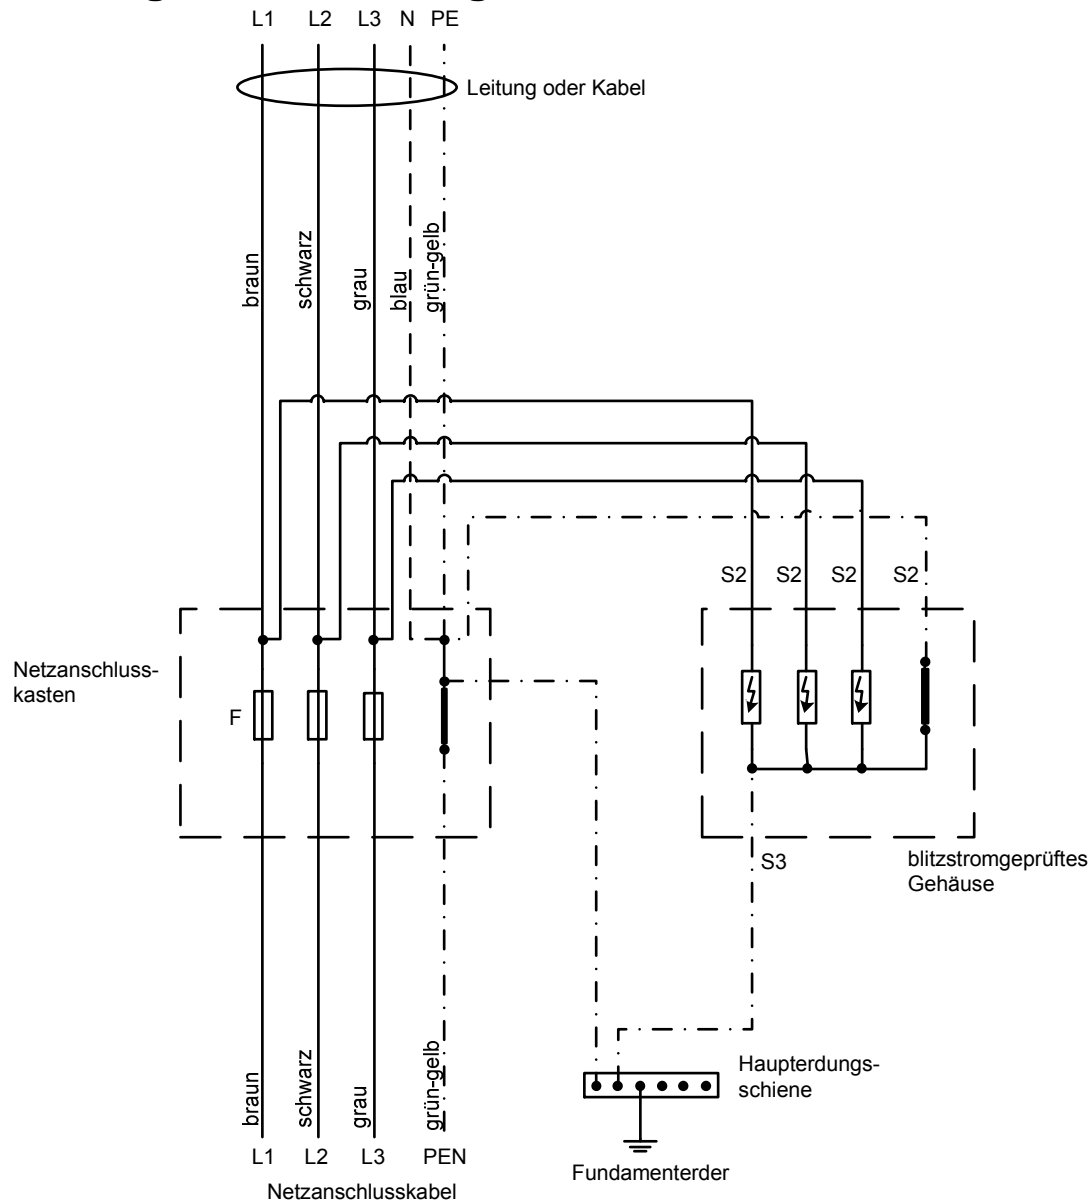 L1 L2 L3 N PE
Leitung oder Kabel
braun
schwarz
grau
blau
grün-gelb
S2 S2 S2 S2
Netzanschluss-
kasten
F
S3
blitzstromgeprüftes
Gehäuse
Haupterdungs-
schiene
braun
schwarz
grau
grün-gelb
L1 L2 L3 PEN
Fundamenterder
Netzanschlusskabel